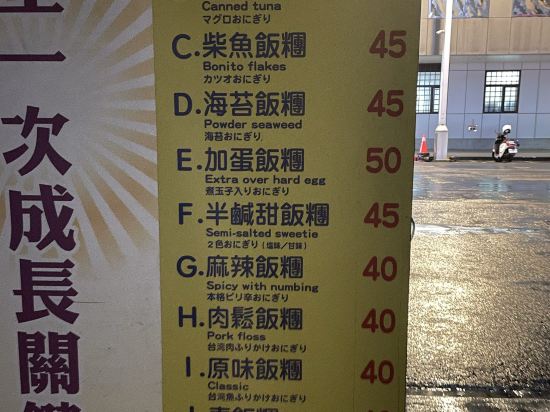 Canned tuna
マグロおにぎり
C.柴魚飯糰 45
Bonito flakes
カツオおにぎり
D.海苔飯糰 45
Powder seaweed
海苔おにぎり
E.加蛋飯糰 50
Extra over hard egg
煮玉子入りおにぎり
F.半鹹甜飯糰 45
Semi-salted sweetie
2色おにぎり(塩味/甘味)
G.麻辣飯糰 40
Spicy with numbing
本格ピリ辛おにぎり
H.肉鬆飯糰 40
Pork floss
台湾肉ふりかけおにぎり
I.原味飯糰 40
Classic
台湾魚ふりかけおにぎり
一次成長關鍵